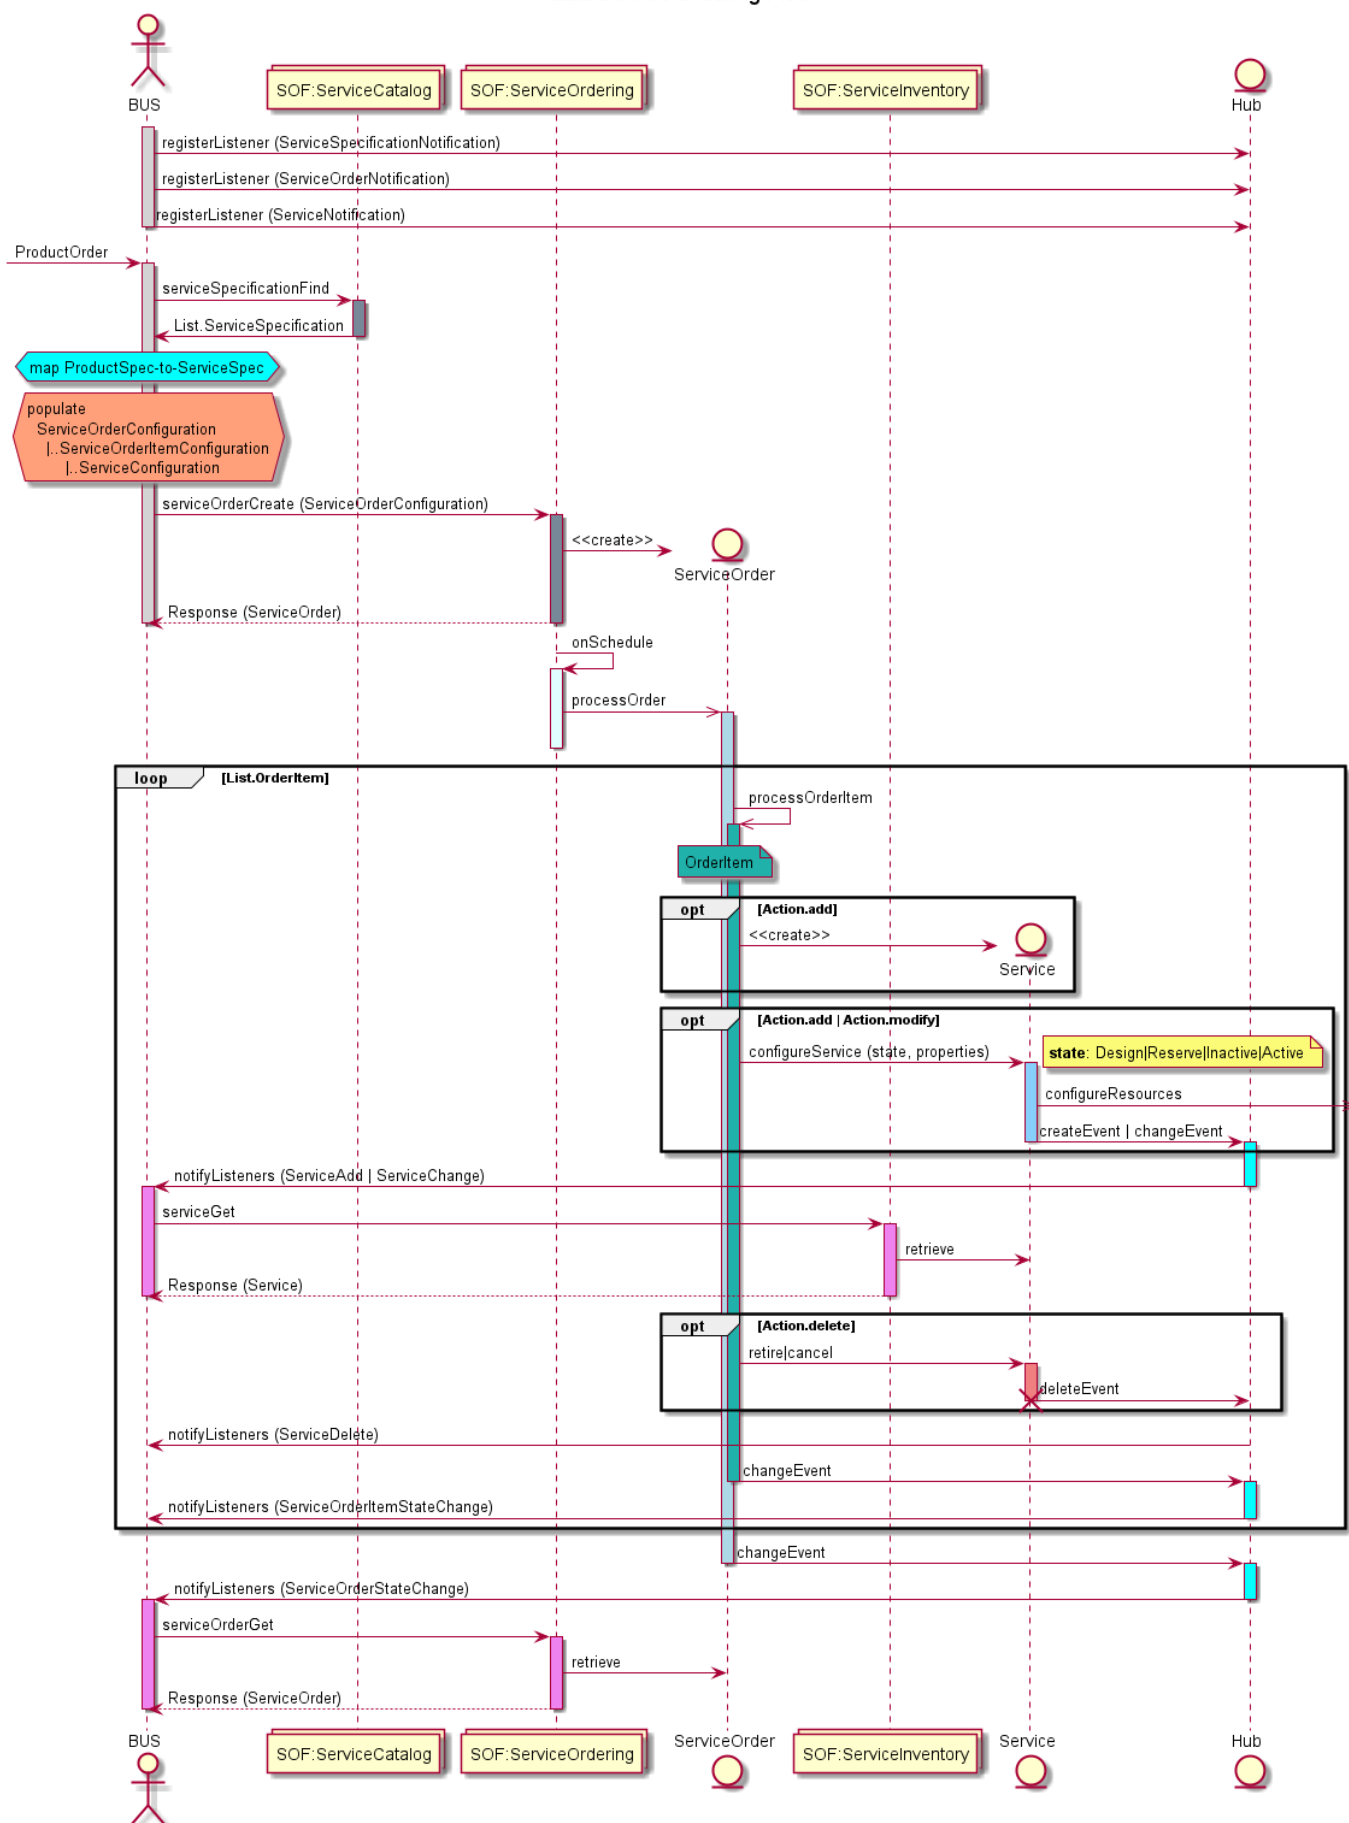 BUS
SOF:ServiceCatalog
SOF:ServiceOrdering
SOF:ServiceInventory
Hub
registerListener (ServiceSpecificationNotification)
registerListener (ServiceOrderNotification)
registerListener (ServiceNotification)
ProductOrder
serviceSpecificationFind
List.ServiceSpecification
map ProductSpec-to-ServiceSpec
populate
ServiceOrderConfiguration
|..ServiceOrderItemConfiguration
|..ServiceConfiguration
serviceOrderCreate (ServiceOrderConfiguration)
<<create>>
ServiceOrder
Response (ServiceOrder)
onSchedule
processOrder
loop [List.OrderItem]
processOrderItem
OrderItem
opt [Action.add]
<<create>>
Service
opt [Action.add | Action.modify]
configureService (state, properties)
state: Design|Reserve|Inactive|Active
configureResources
createEvent | changeEvent
notifyListeners (ServiceAdd | ServiceChange)
serviceGet
retrieve
Response (Service)
opt [Action.delete]
retire|cancel
deleteEvent
notifyListeners (ServiceDelete)
changeEvent
notifyListeners (ServiceOrderItemStateChange)
changeEvent
notifyListeners (ServiceOrderStateChange)
serviceOrderGet
retrieve
Response (ServiceOrder)
BUS
SOF:ServiceCatalog
SOF:ServiceOrdering
ServiceOrder
SOF:ServiceInventory
Service
Hub